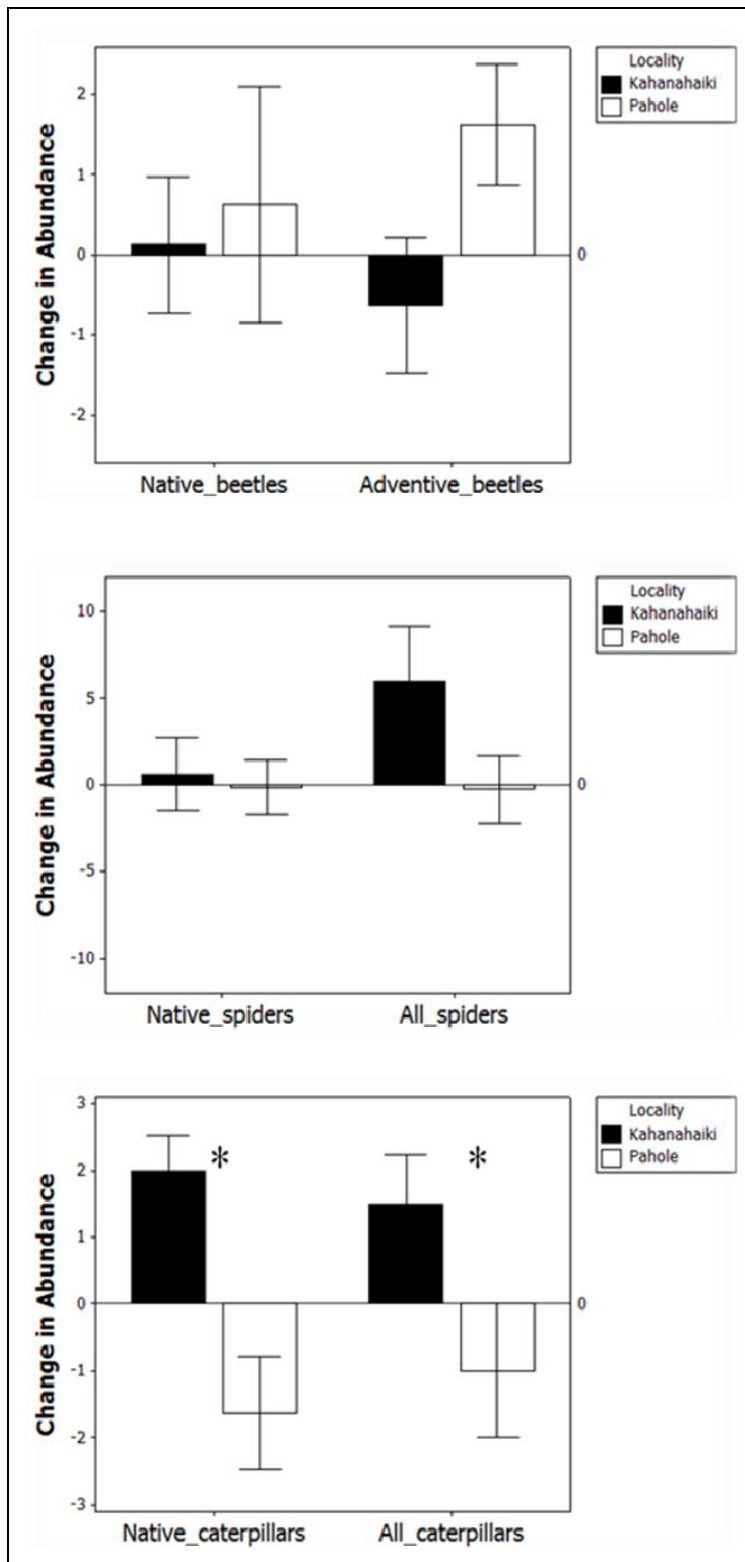 Locality
Kahanahaiki
Pahole
Change in Abundance
2
1
0
-1
-2
0
Native_beetles Adventive_beetles
Locality
Kahanahaiki
Pahole
Change in Abundance
10
5
0
-5
-10
0
Native_spiders All_spiders
Locality
Kahanahaiki
Pahole
Change in Abundance
3
2
1
0
-1
-2
-3
* *
0
Native_caterpillars All_caterpillars